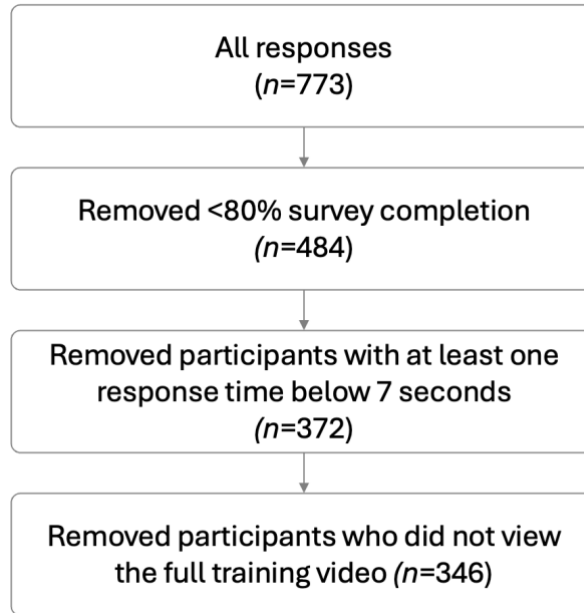 All responses
(n=773)
Removed <80% survey completion
(n=484)
Removed participants with at least one
response time below 7 seconds
(n=372)
Removed participants who did not view
the full training video (n=346)